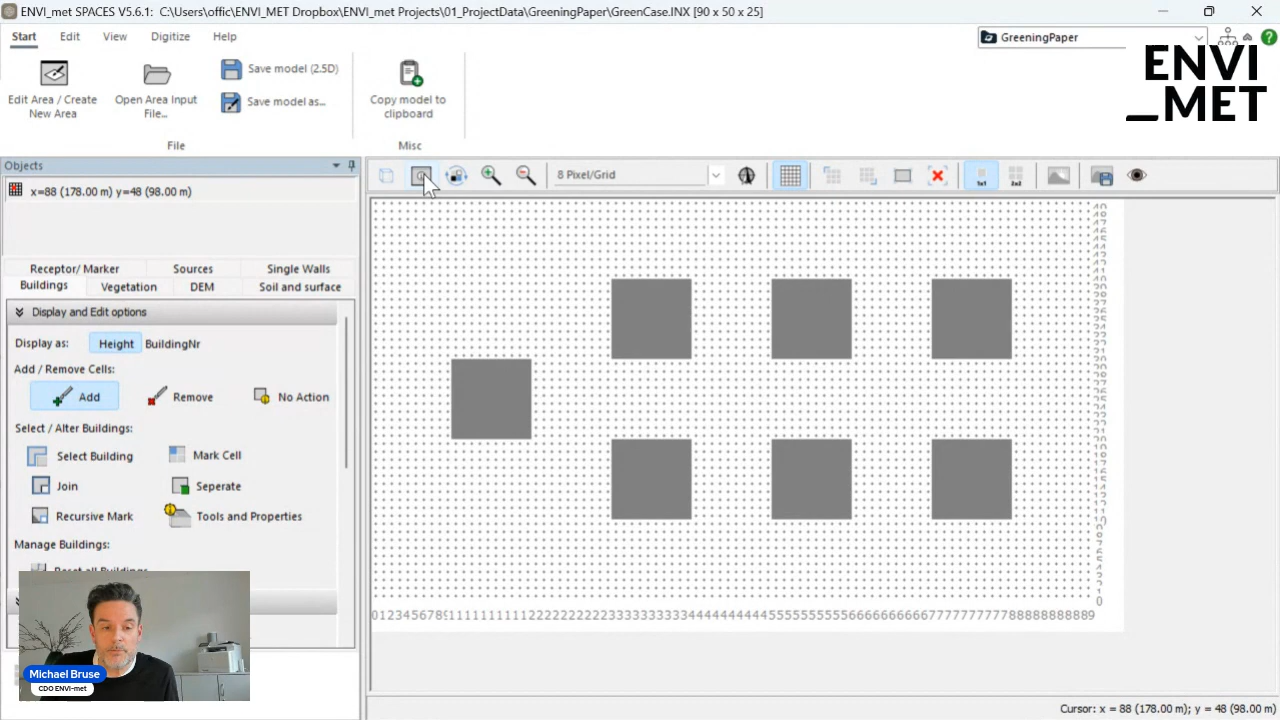 ENVI_met SPACES V5.6.1: C:\Users\offic\ENVI_MET Dropbox\ENVI_met Projects\01_ProjectData\GreeningPaper\GreenCase.INX [90 x 50 x 25]
Start Edit View Digitize Help
GreeningPaper
ENVI
_MET
Edit Area / Create New Area
Open Area Input File...
Save model (2.5D)
Save model as...
Copy model to clipboard
File
Misc
Objects
x=88 (178.00 m) y=48 (98.00 m)
8 Pixel/Grid
1x1
2x2
Receptor/ Marker Sources Single Walls
Buildings Vegetation DEM Soil and surface
Display and Edit options
Display as: Height BuildingNr
Add / Remove Cells:
Add Remove No Action
Select / Alter Buildings:
Select Building Mark Cell
Join Seperate
Recursive Mark Tools and Properties
Manage Buildings:
Michael Bruse
CDO ENVI-met
Cursor: x = 88 (178.00 m); y = 48 (98.00 m)